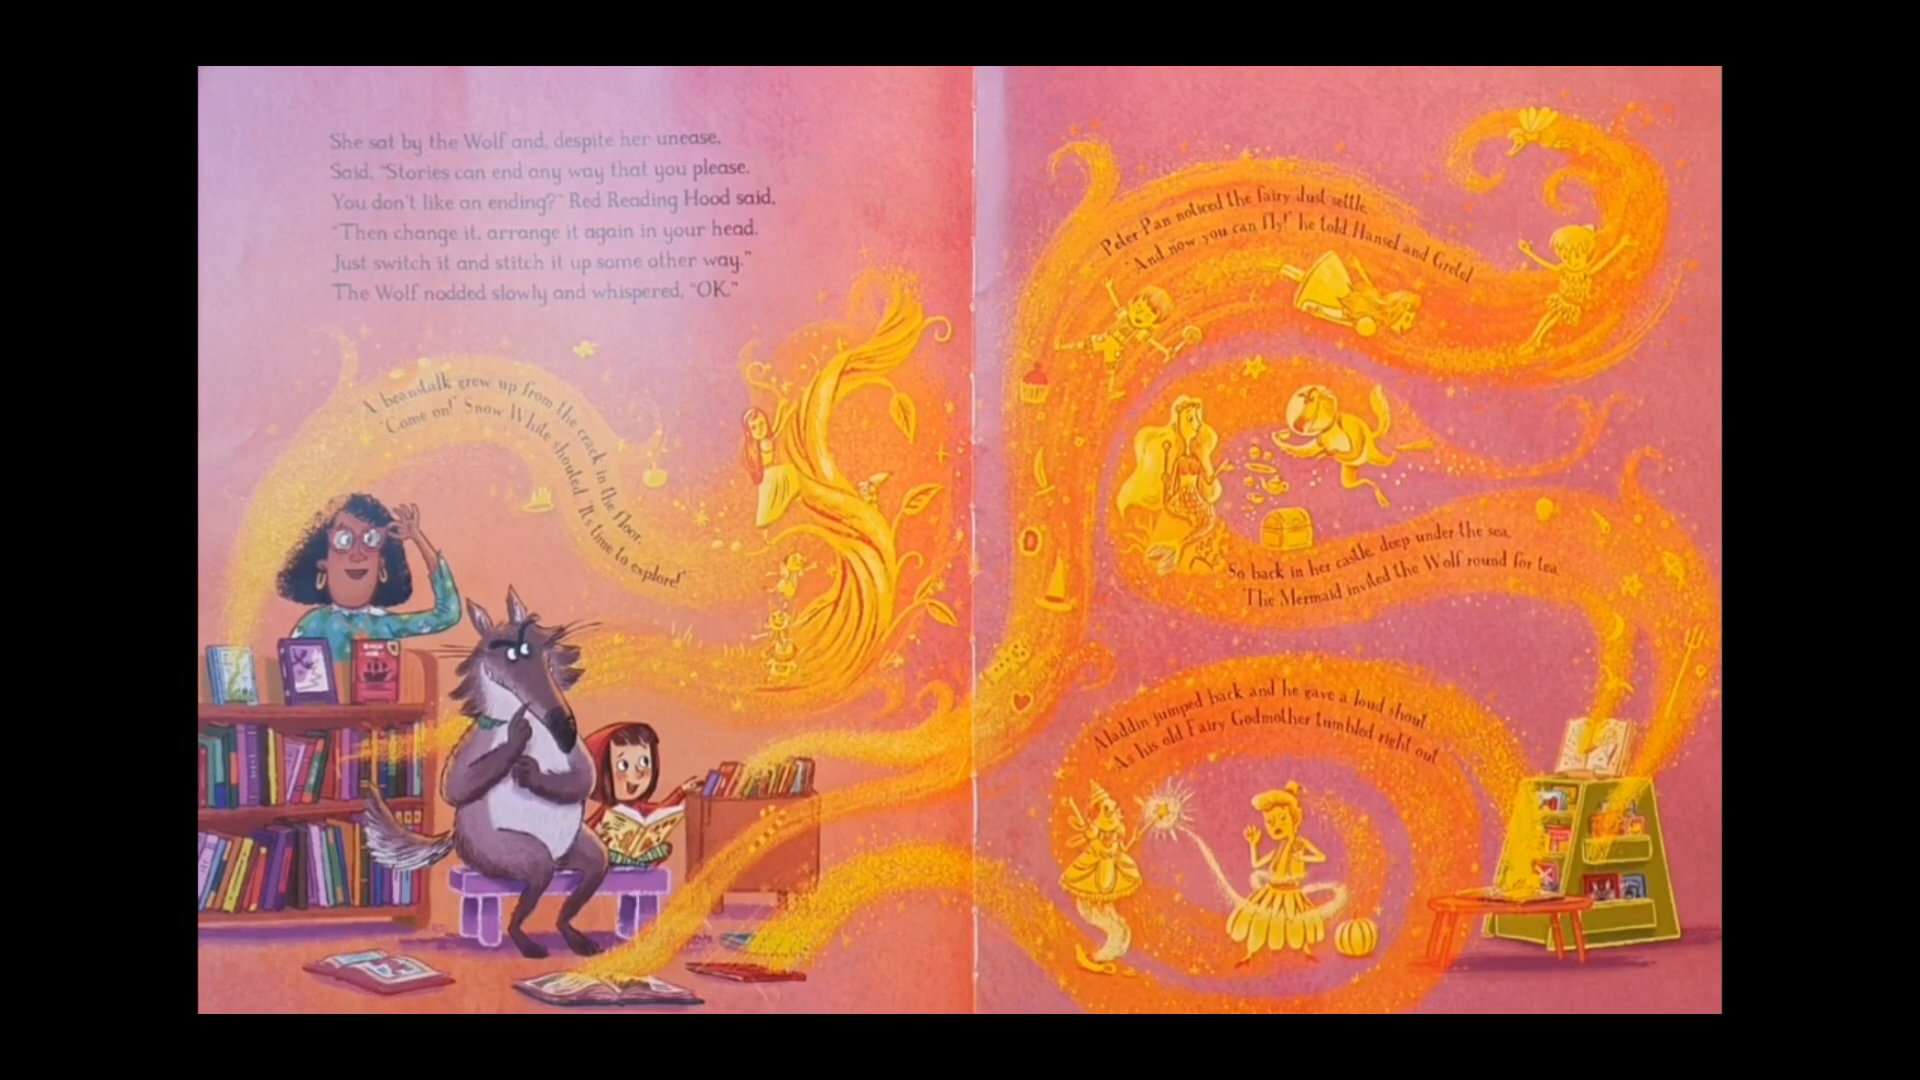 She sat by the Wolf and, despite her unease,
Said, "Stories can end any way that you please.
You don't like an ending?" Red Reading Hood said,
"Then change it, arrange it again in your head.
Just switch it and stitch it up some other way."
The Wolf nodded slowly and whispered, "OK."
A beanstalk grew up from the crack in the floor.
"Come on!" Snow White shouted. "It's time to explore!"
Peter Pan noticed the fairy dust settle.
"And now you can fly!" he told Hansel and Gretel.
So back in her castle, deep under the sea,
The Mermaid invited the Wolf round for tea.
Aladdin jumped back and he gave a loud shout
As his old Fairy Godmother tumbled right out.